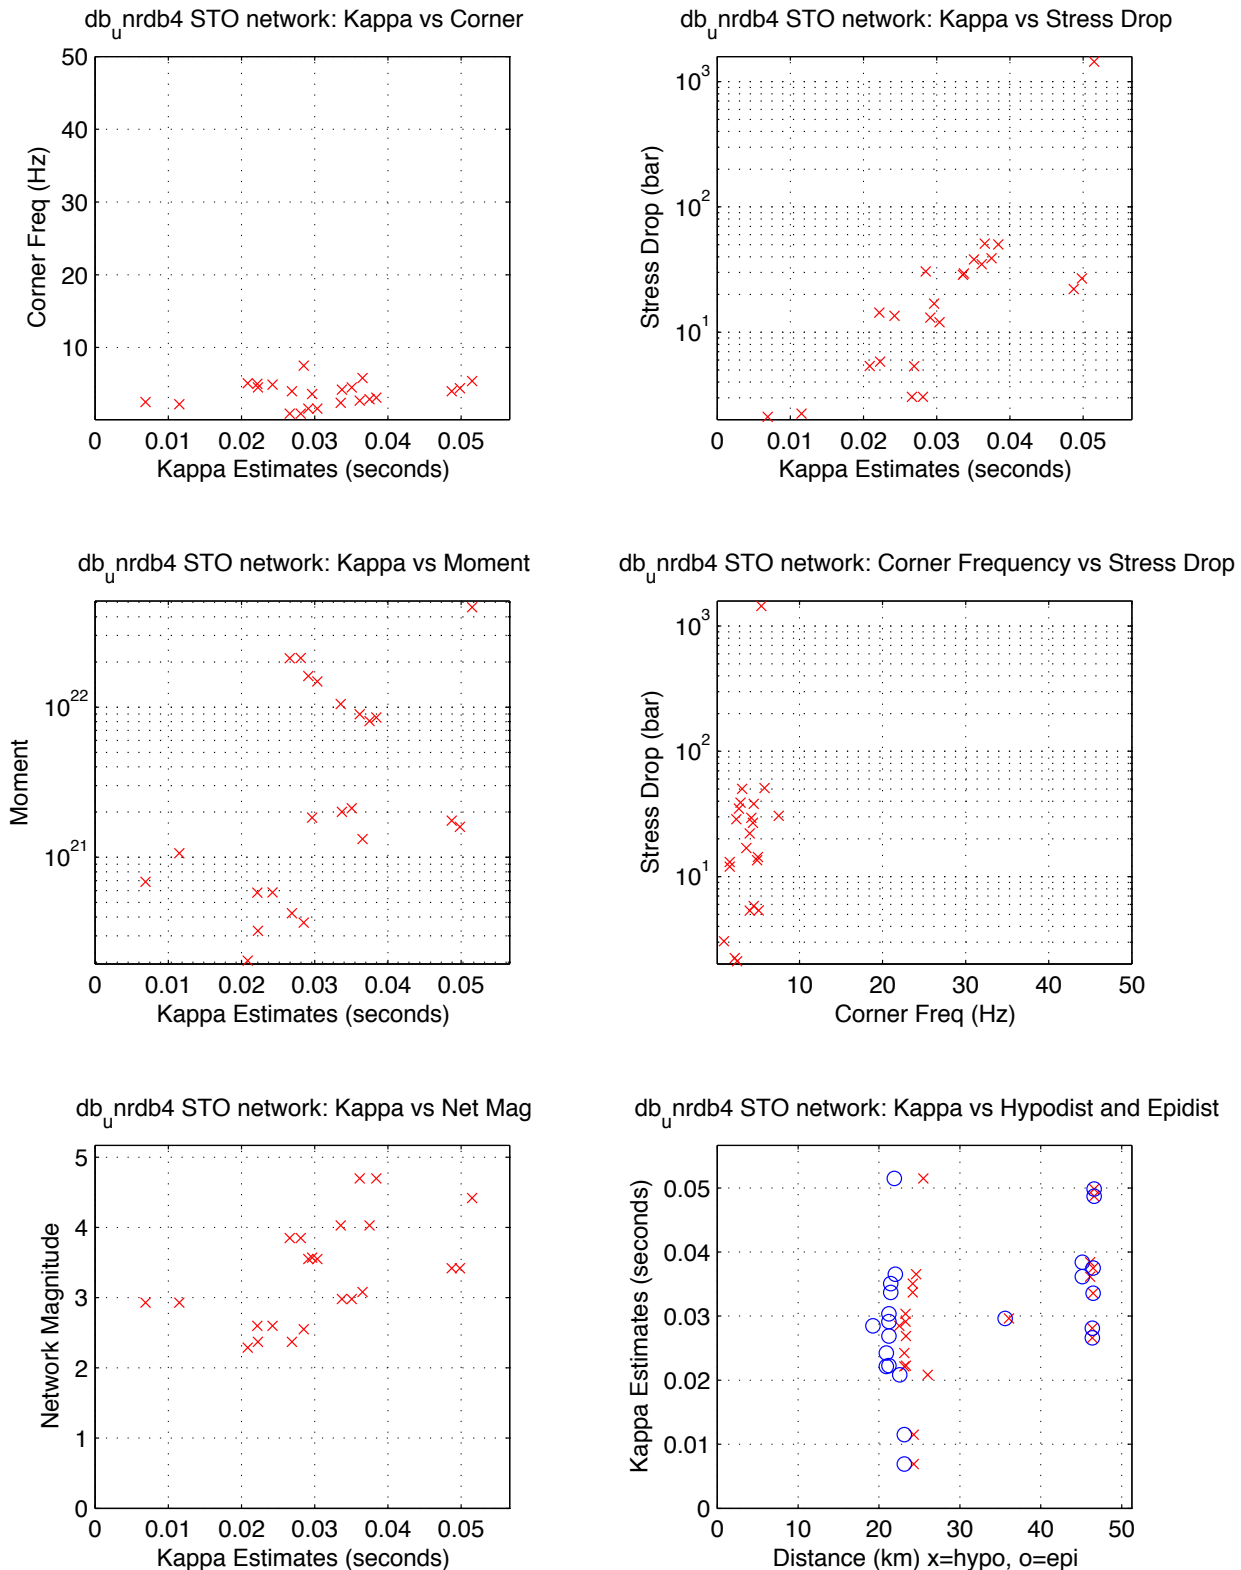 db_unrdb4 STO network: Kappa vs Corner
50
40
30
20
10
Corner Freq (Hz)
0 0.01 0.02 0.03 0.04 0.05
Kappa Estimates (seconds)
db_unrdb4 STO network: Kappa vs Stress Drop
10^3
10^2
10^1
Stress Drop (bar)
0 0.01 0.02 0.03 0.04 0.05
Kappa Estimates (seconds)
db_unrdb4 STO network: Kappa vs Moment
10^22
10^21
Moment
0 0.01 0.02 0.03 0.04 0.05
Kappa Estimates (seconds)
db_unrdb4 STO network: Corner Frequency vs Stress Drop
10^3
10^2
10^1
Stress Drop (bar)
10 20 30 40 50
Corner Freq (Hz)
db_unrdb4 STO network: Kappa vs Net Mag
5
4
3
2
1
0
Network Magnitude
0 0.01 0.02 0.03 0.04 0.05
Kappa Estimates (seconds)
db_unrdb4 STO network: Kappa vs Hypodist and Epidist
0.05
0.04
0.03
0.02
0.01
0
Kappa Estimates (seconds)
0 10 20 30 40 50
Distance (km) x=hypo, o=epi